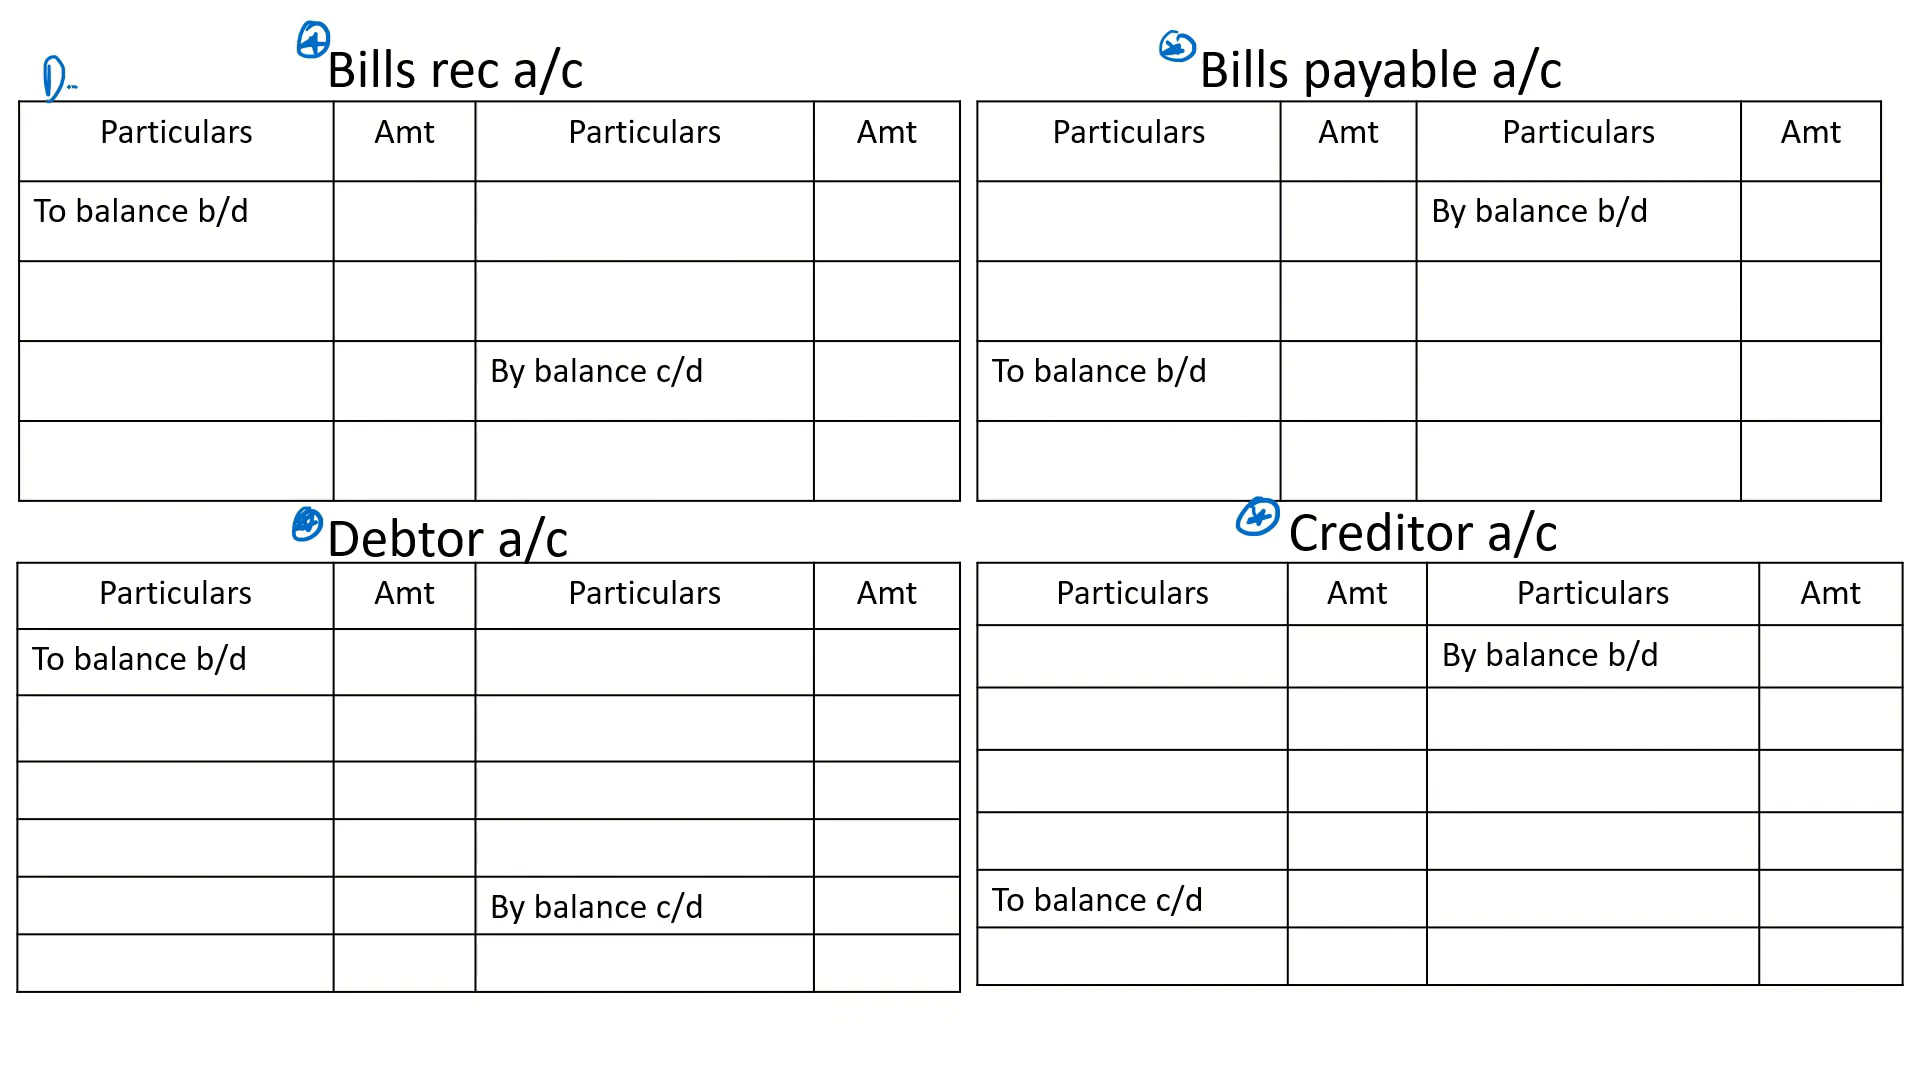 Bills rec a/c
Particulars Amt Particulars Amt
To balance b/d
By balance c/d
Bills payable a/c
Particulars Amt Particulars Amt
By balance b/d
To balance b/d
Debtor a/c
Particulars Amt Particulars Amt
To balance b/d
By balance c/d
Creditor a/c
Particulars Amt Particulars Amt
By balance b/d
To balance c/d